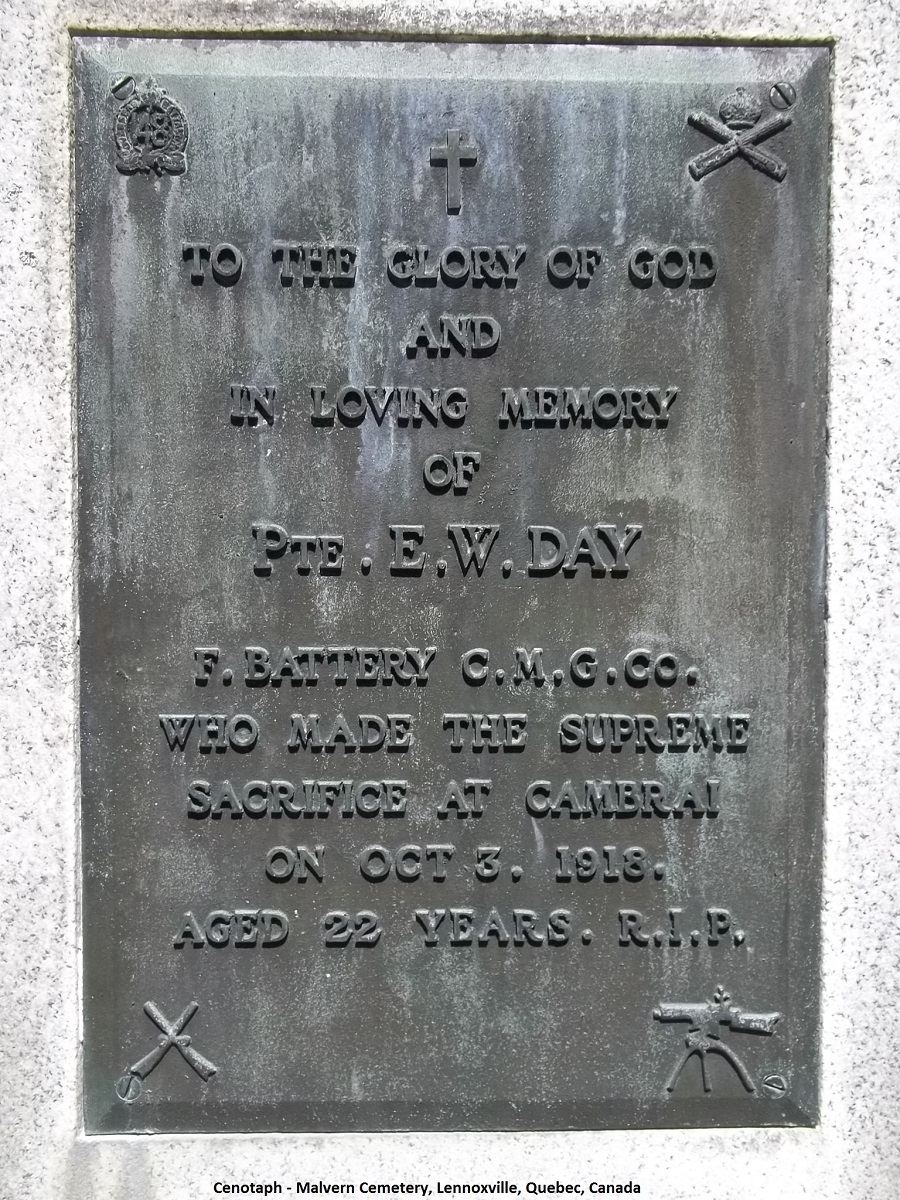 TO THE GLORY OF GOD
AND
IN LOVING MEMORY
OF
PTE. E.W. DAY
F. BATTERY C.M.G. CO.
WHO MADE THE SUPREME
SACRIFICE AT CAMBRAI
ON OCT 3. 1918.
AGED 22 YEARS. R.I.P.
Cenotaph - Malvern Cemetery, Lennoxville, Quebec, Canada